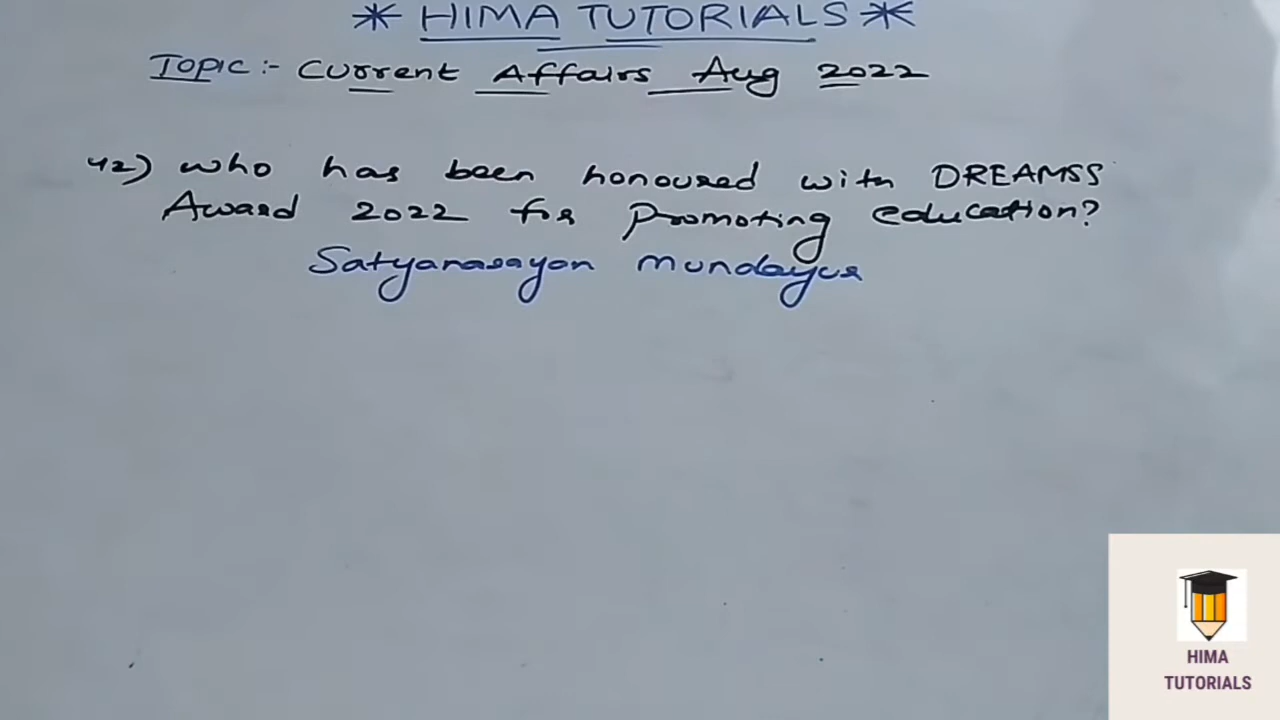 * HIMA TUTORIALS *
Topic:- Current Affairs Aug 2022
42) who has been honoured with DREAMSS
Award 2022 for Promoting education?
Satyanarayan Mundayur
HIMA
TUTORIALS